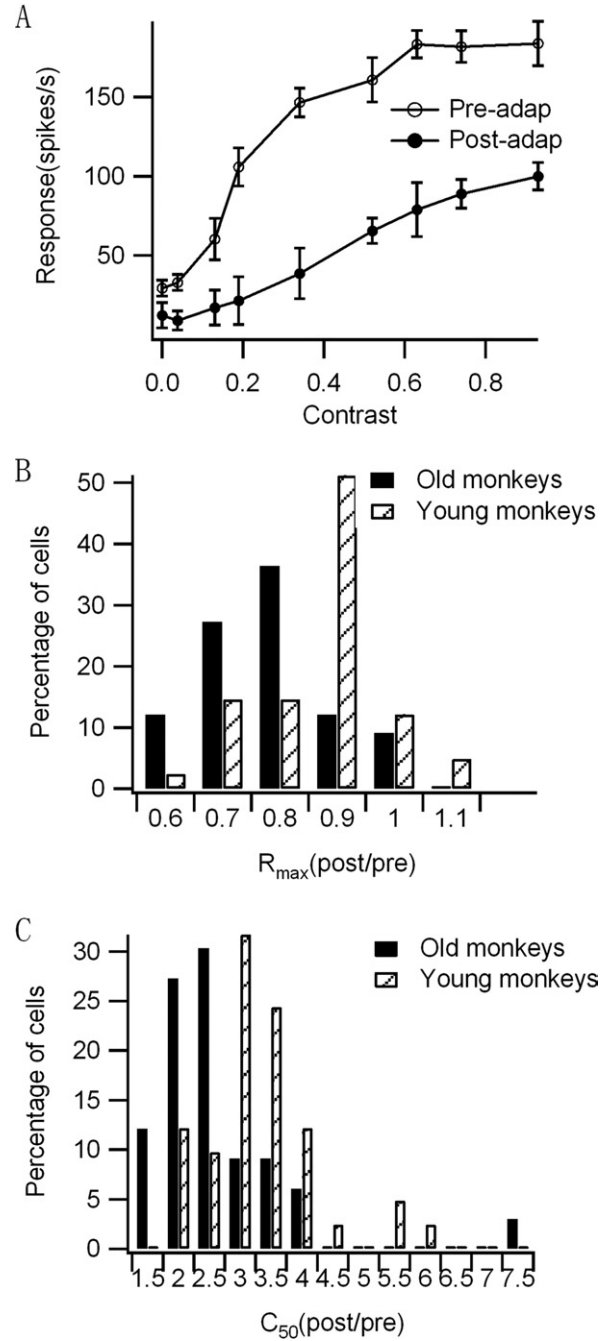 A
Response(spikes/s)
150
100
50
Pre-adap
Post-adap
0.0 0.2 0.4 0.6 0.8
Contrast
B
Percentage of cells
50
40
30
20
10
0
Old monkeys
Young monkeys
0.6 0.7 0.8 0.9 1 1.1
Rmax(post/pre)
C
Percentage of cells
30
25
20
15
10
5
0
Old monkeys
Young monkeys
1.5 2 2.5 3 3.5 4 4.5 5 5.5 6 6.5 7 7.5
C50(post/pre)